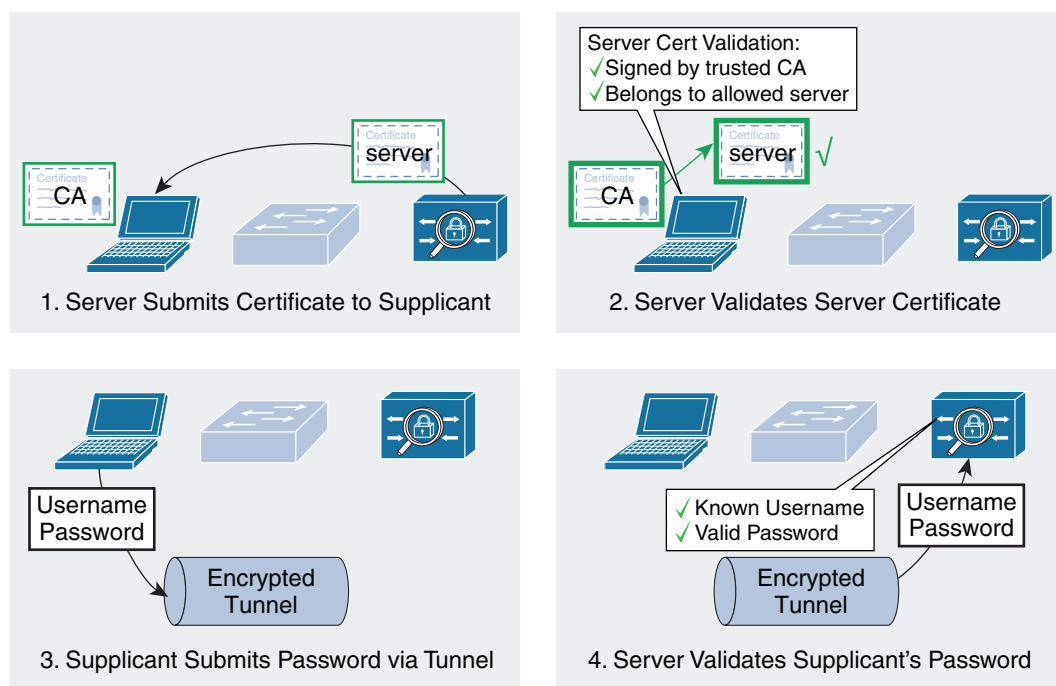 Certificate
server
Certificate
CA
1. Server Submits Certificate to Supplicant
Server Cert Validation:
✓Signed by trusted CA
✓Belongs to allowed server
Certificate
server
√
Certificate
CA
2. Server Validates Server Certificate
Username
Password
Encrypted
Tunnel
3. Supplicant Submits Password via Tunnel
✓Known Username
✓Valid Password
Username
Password
Encrypted
Tunnel
4. Server Validates Supplicant's Password